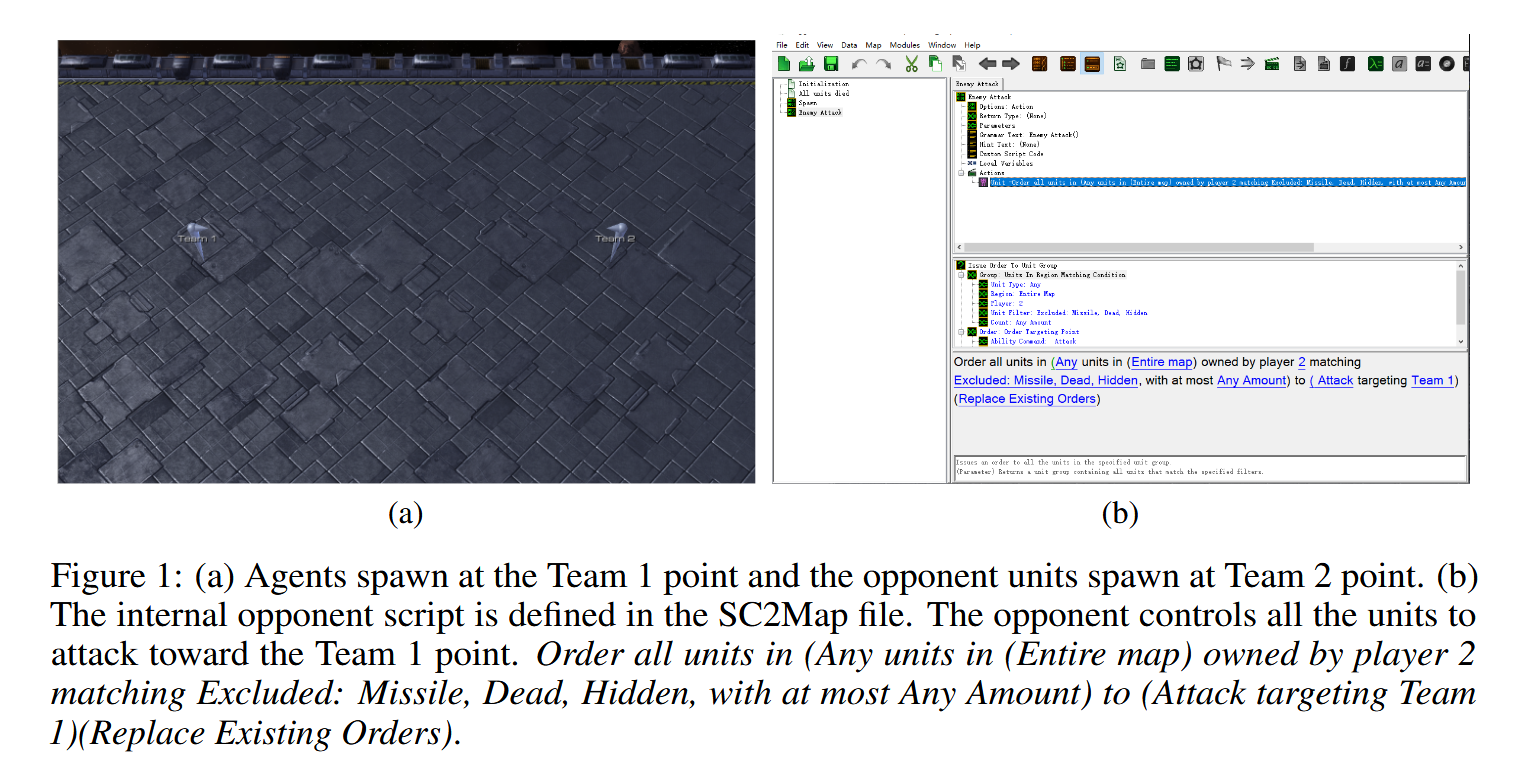 Team 1
Team 2
File Edit View Data Map Modules Window Help
Initialization
All units died
Spawn
Enemy Attack
Enemy Attack
Enemy Attack
Options: Action
Return Type: (None)
Parameters
Grammar Text: Enemy Attack()
Hint Text: (None)
Custom Script Code
Local Variables
Actions
Unit Order all units in (Any units in (Entire map) owned by player 2 matching Excluded: Missile, Dead, Hidden, with at most Any Amoun
Issue Order To Unit Group
Group: Units In Region Matching Condition
Unit Type: Any
Region: Entire Map
Player: 2
Unit Filter: Excluded: Missile, Dead, Hidden
Count: Any Amount
Order: Order Targeting Point
Ability Command: Attack
Order all units in (Any units in (Entire map) owned by player 2 matching
Excluded: Missile, Dead, Hidden, with at most Any Amount) to ( Attack targeting Team 1)
(Replace Existing Orders)
Issues an order to all the units in the specified unit group.
(Parameter) Returns a unit group containing all units that match the specified filters.
(a)
(b)
Figure 1: (a) Agents spawn at the Team 1 point and the opponent units spawn at Team 2 point. (b)
The internal opponent script is defined in the SC2Map file. The opponent controls all the units to
attack toward the Team 1 point. Order all units in (Any units in (Entire map) owned by player 2
matching Excluded: Missile, Dead, Hidden, with at most Any Amount) to (Attack targeting Team
1)(Replace Existing Orders).